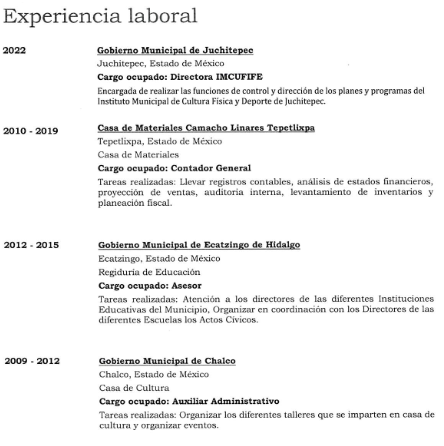 Experiencia laboral
2022
Gobierno Municipal de Juchitepec
Juchitepec, Estado de México
Cargo ocupado: Directora IMCUFIFE
Encargada de realizar las funciones de control y dirección de los planes y programas del
Instituto Municipal de Cultura Física y Deporte de Juchitepec.
2010 - 2019
Casa de Materiales Camacho Linares Tepetlixpa
Tepetlixpa, Estado de México
Casa de Materiales
Cargo ocupado: Contador General
Tareas realizadas: Llevar registros contables, análisis de estados financieros,
proyección de ventas, auditoria interna, levantamiento de inventarios y
planeación fiscal.
2012 - 2015
Gobierno Municipal de Ecatzingo de Hidalgo
Ecatzingo, Estado de México
Regiduría de Educación
Cargo ocupado: Asesor
Tareas realizadas: Atención a los directores de las diferentes Instituciones
Educativas del Municipio, Organizar en coordinación con los Directores de las
diferentes Escuelas los Actos Cívicos.
2009 - 2012
Gobierno Municipal de Chalco
Chalco, Estado de México
Casa de Cultura
Cargo ocupado: Auxiliar Administrativo
Tareas realizadas: Organizar los diferentes talleres que se imparten en casa de
cultura y organizar eventos.